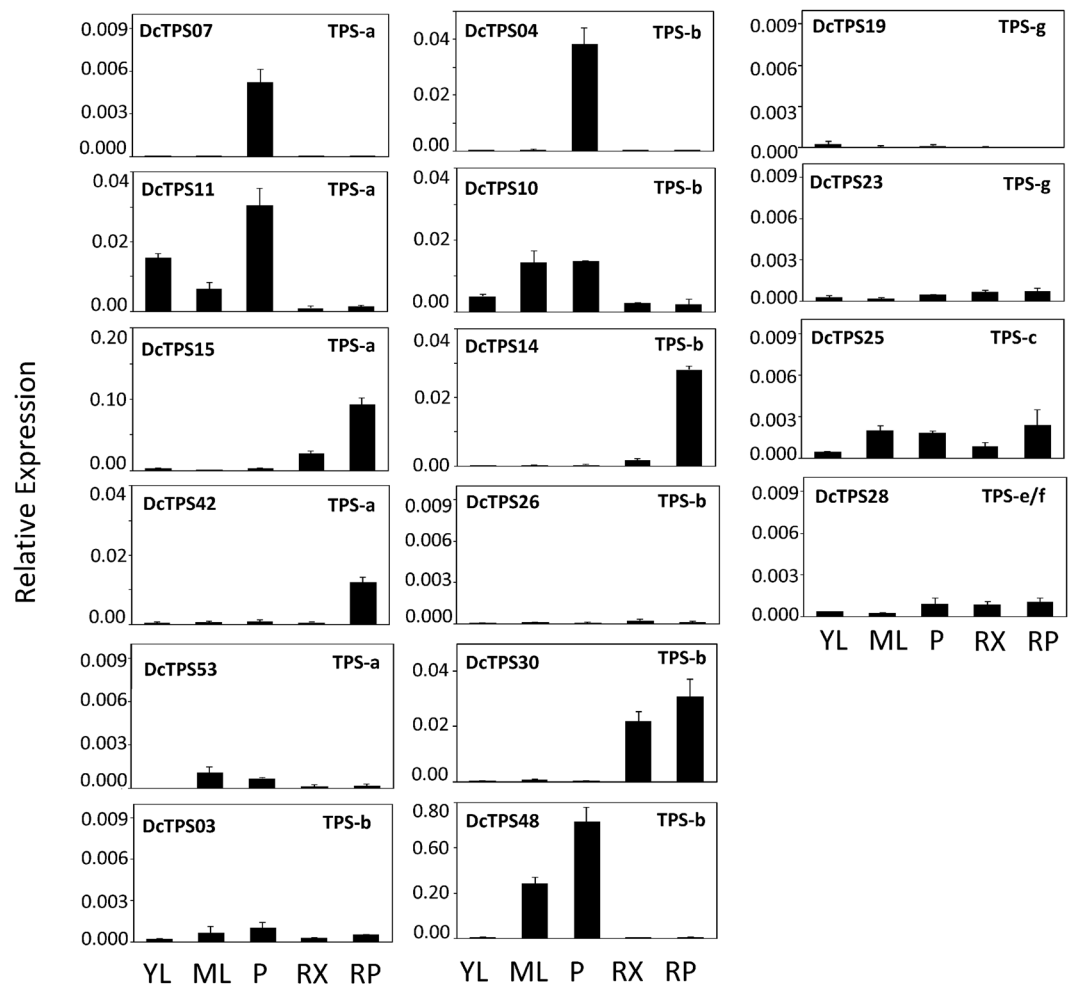 Relative Expression
DcTPS07 TPS-a
0.009
0.006
0.003
0.000
DcTPS11 TPS-a
0.04
0.02
0.00
DcTPS15 TPS-a
0.20
0.10
0.00
DcTPS42 TPS-a
0.04
0.02
0.00
DcTPS53 TPS-a
0.009
0.006
0.003
0.000
DcTPS03 TPS-b
0.009
0.006
0.003
0.000
YL ML P RX RP
DcTPS04 TPS-b
0.04
0.02
0.00
DcTPS10 TPS-b
0.04
0.02
0.00
DcTPS14 TPS-b
0.04
0.02
0.00
DcTPS26 TPS-b
0.009
0.006
0.003
0.000
DcTPS30 TPS-b
0.04
0.02
0.00
DcTPS48 TPS-b
0.80
0.60
0.20
0.00
YL ML P RX RP
DcTPS19 TPS-g
0.009
0.006
0.003
0.000
DcTPS23 TPS-g
0.009
0.006
0.003
0.000
DcTPS25 TPS-c
0.009
0.006
0.003
0.000
DcTPS28 TPS-e/f
0.009
0.006
0.003
0.000
YL ML P RX RP